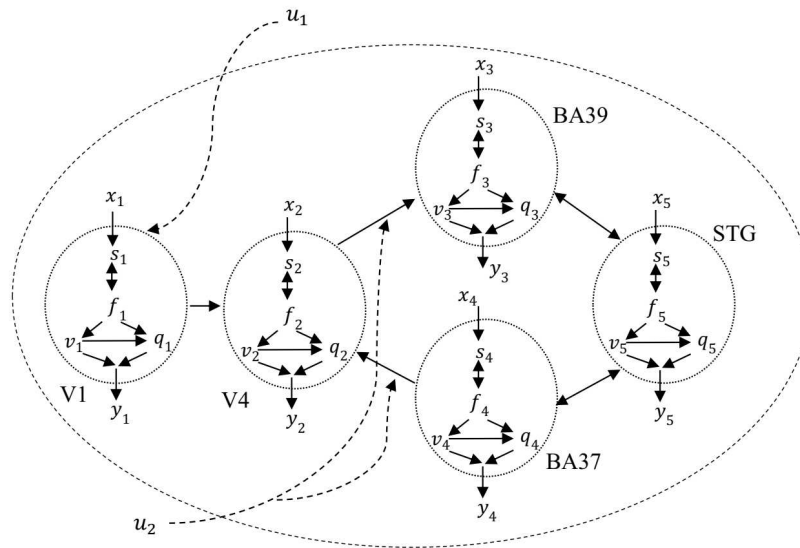 u₁
x₃
s₃
f₃
v₃
q₃
y₃
BA39
x₁
s₁
f₁
v₁
q₁
y₁
V1
x₂
s₂
f₂
v₂
q₂
y₂
V4
x₄
s₄
f₄
v₄
q₄
y₄
BA37
x₅
s₅
f₅
v₅
q₅
y₅
STG
u₂